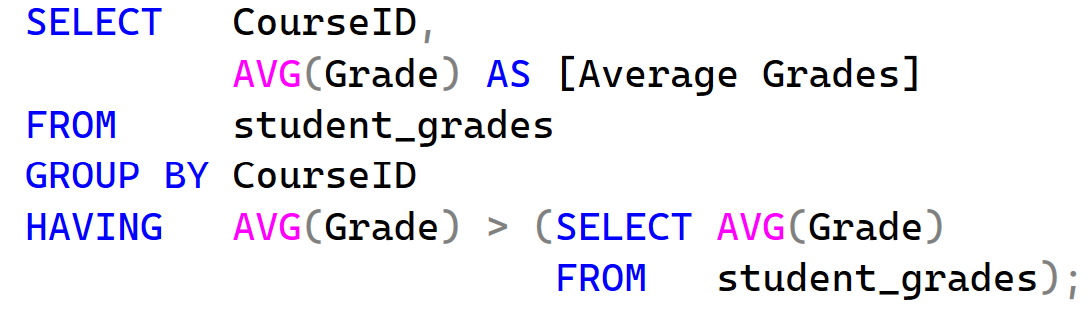 SELECT   CourseID,
         AVG(Grade) AS [Average Grades]
FROM     student_grades
GROUP BY CourseID
HAVING   AVG(Grade) > (SELECT AVG(Grade)
                       FROM   student_grades);